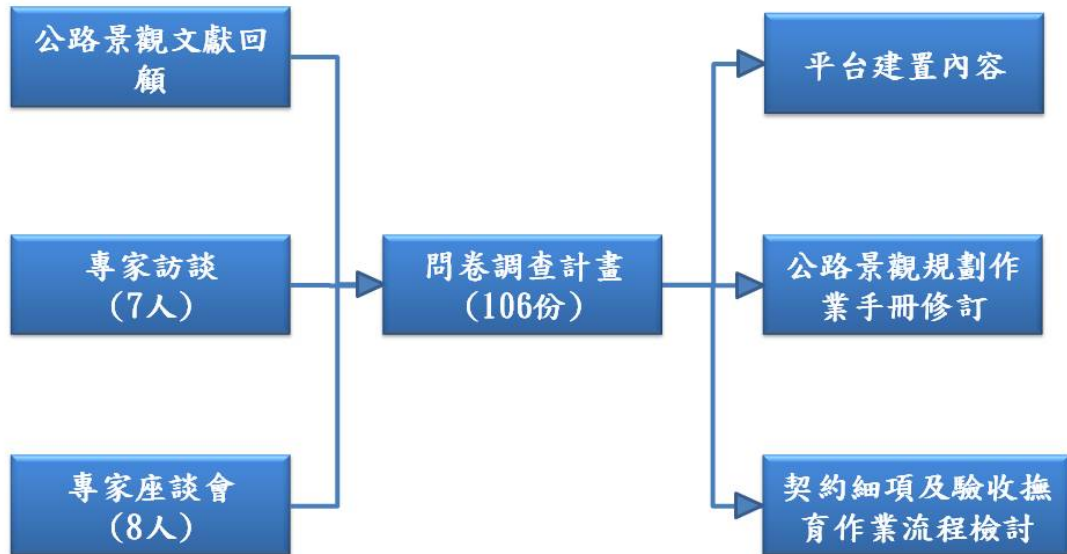 公路景觀文獻回
顧
專家訪談
(7人)
專家座談會
(8人)
問卷調查計畫
(106份)
平台建置內容
公路景觀規劃作
業手冊修訂
契約細項及驗收撫
育作業流程檢討